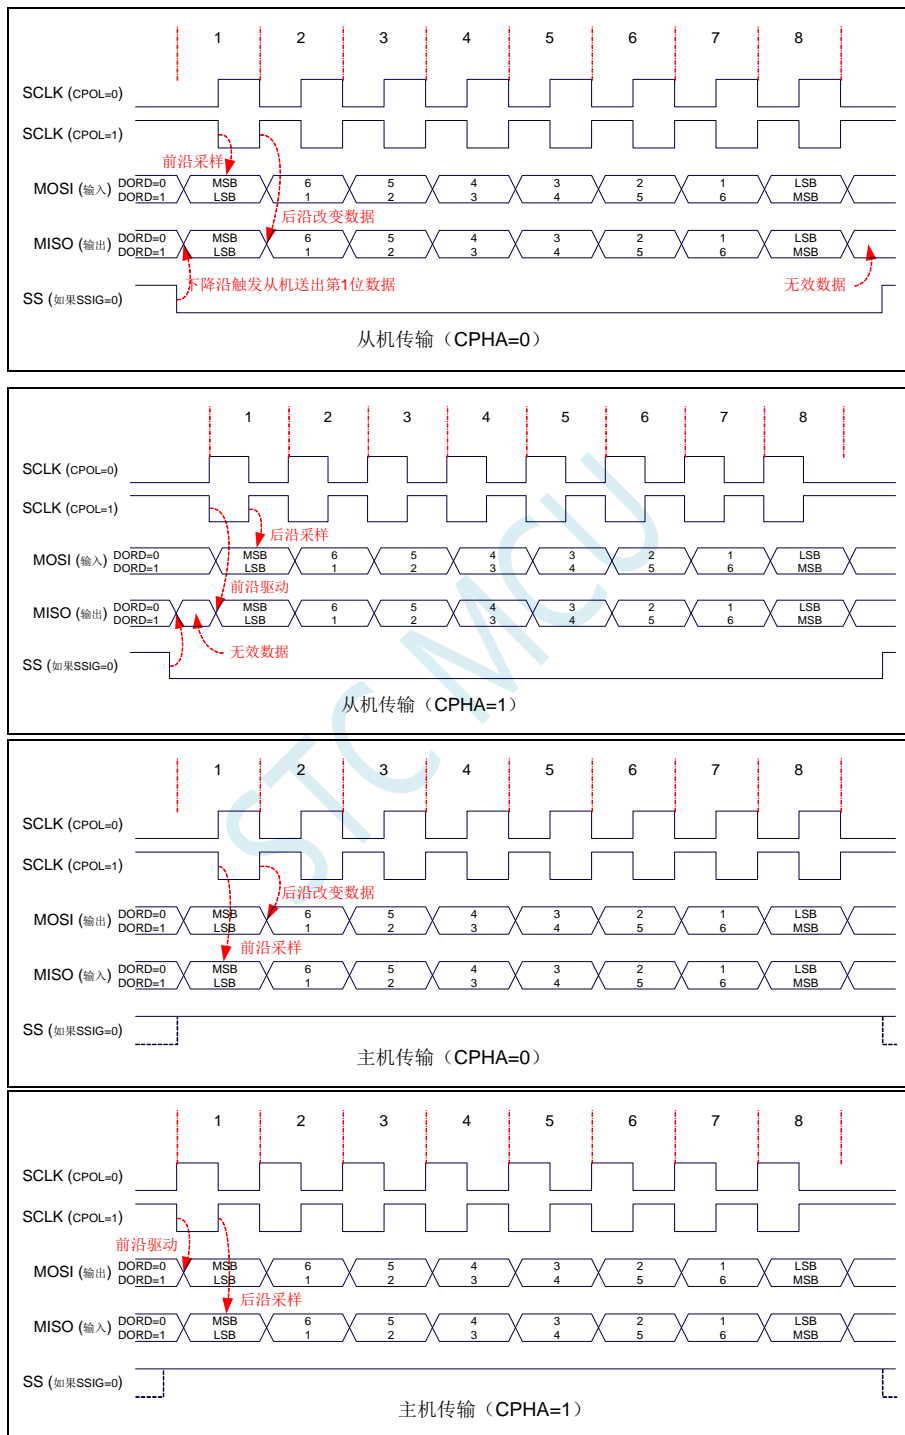 1 2 3 4 5 6 7 8
SCLK (CPOL=0)
SCLK (CPOL=1)
前沿采样
MOSI (输入) DORD=0 MSB 6 5 4 3 2 1 LSB
DORD=1 LSB 1 2 3 4 5 6 MSB
后沿改变数据
MISO (输出) DORD=0 MSB 6 5 4 3 2 1 LSB
DORD=1 LSB 1 2 3 4 5 6 MSB
下降沿触发从机送出第1位数据 无效数据
SS (如果SSIG=0)
从机传输（CPHA=0）
1 2 3 4 5 6 7 8
SCLK (CPOL=0)
SCLK (CPOL=1)
后沿采样
MOSI (输入) DORD=0 MSB 6 5 4 3 2 1 LSB
DORD=1 LSB 1 2 3 4 5 6 MSB
前沿驱动
MISO (输出) DORD=0 MSB 6 5 4 3 2 1 LSB
DORD=1 LSB 1 2 3 4 5 6 MSB
无效数据
SS (如果SSIG=0)
从机传输（CPHA=1）
STC MCU
1 2 3 4 5 6 7 8
SCLK (CPOL=0)
SCLK (CPOL=1)
后沿改变数据
MOSI (输出) DORD=0 MSB 6 5 4 3 2 1 LSB
DORD=1 LSB 1 2 3 4 5 6 MSB
前沿采样
MISO (输入) DORD=0 MSB 6 5 4 3 2 1 LSB
DORD=1 LSB 1 2 3 4 5 6 MSB
SS (如果SSIG=0)
主机传输（CPHA=0）
1 2 3 4 5 6 7 8
SCLK (CPOL=0)
SCLK (CPOL=1)
前沿驱动
MOSI (输出) DORD=0 MSB 6 5 4 3 2 1 LSB
DORD=1 LSB 1 2 3 4 5 6 MSB
后沿采样
MISO (输入) DORD=0 MSB 6 5 4 3 2 1 LSB
DORD=1 LSB 1 2 3 4 5 6 MSB
SS (如果SSIG=0)
主机传输（CPHA=1）